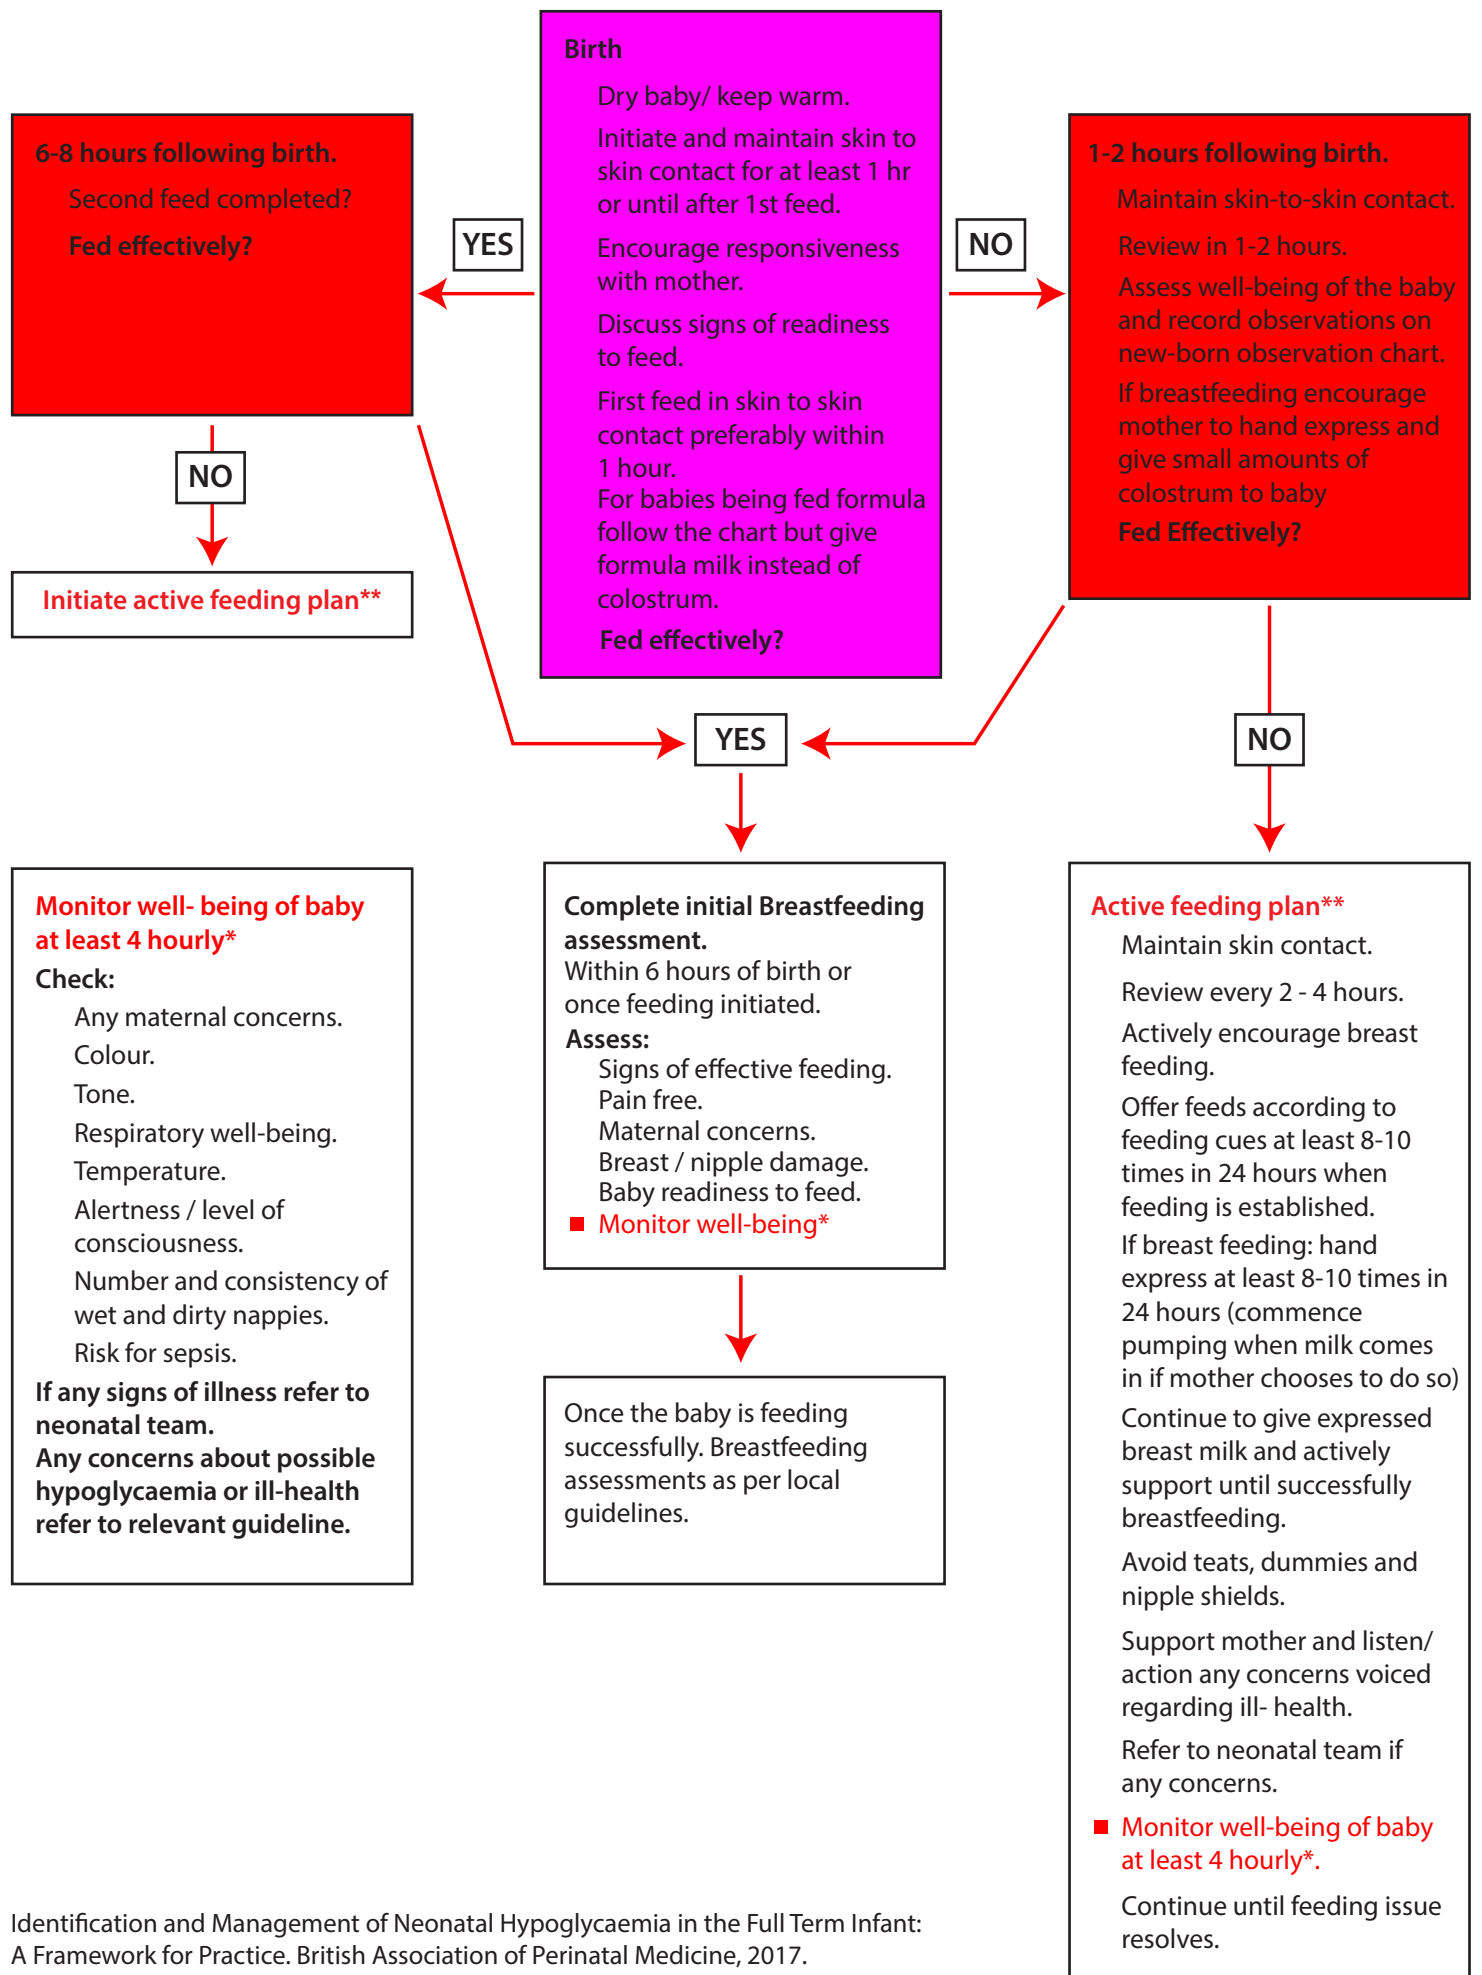 Birth
Dry baby/ keep warm.
Initiate and maintain skin to
skin contact for at least 1 hr
or until after 1st feed.
Encourage responsiveness
with mother.
Discuss signs of readiness
to feed.
First feed in skin to skin
contact preferably within
1 hour.
For babies being fed formula
follow the chart but give
formula milk instead of
colostrum.
Fed effectively?
YES
NO
6-8 hours following birth.
Second feed completed?
Fed effectively?
NO
Initiate active feeding plan**
1-2 hours following birth.
Maintain skin-to-skin contact.
Review in 1-2 hours.
Assess well-being of the baby
and record observations on
new-born observation chart.
If breastfeeding encourage
mother to hand express and
give small amounts of
colostrum to baby
Fed Effectively?
YES
NO
Monitor well- being of baby
at least 4 hourly*
Check:
Any maternal concerns.
Colour.
Tone.
Respiratory well-being.
Temperature.
Alertness / level of
consciousness.
Number and consistency of
wet and dirty nappies.
Risk for sepsis.
If any signs of illness refer to
neonatal team.
Any concerns about possible
hypoglycaemia or ill-health
refer to relevant guideline.
Complete initial Breastfeeding
assessment.
Within 6 hours of birth or
once feeding initiated.
Assess:
Signs of effective feeding.
Pain free.
Maternal concerns.
Breast / nipple damage.
Baby readiness to feed.
Monitor well-being*
Once the baby is feeding
successfully. Breastfeeding
assessments as per local
guidelines.
Active feeding plan**
Maintain skin contact.
Review every 2 - 4 hours.
Actively encourage breast
feeding.
Offer feeds according to
feeding cues at least 8-10
times in 24 hours when
feeding is established.
If breast feeding: hand
express at least 8-10 times in
24 hours (commence
pumping when milk comes
in if mother chooses to do so)
Continue to give expressed
breast milk and actively
support until successfully
breastfeeding.
Avoid teats, dummies and
nipple shields.
Support mother and listen/
action any concerns voiced
regarding ill- health.
Refer to neonatal team if
any concerns.
Monitor well-being of baby
at least 4 hourly*.
Continue until feeding issue
resolves.
Identification and Management of Neonatal Hypoglycaemia in the Full Term Infant:
A Framework for Practice. British Association of Perinatal Medicine, 2017.